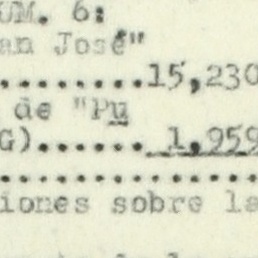 UM. 6:
an José"
.........15,230
de "Pu
G)...... 1,959
..............
iones sobre la